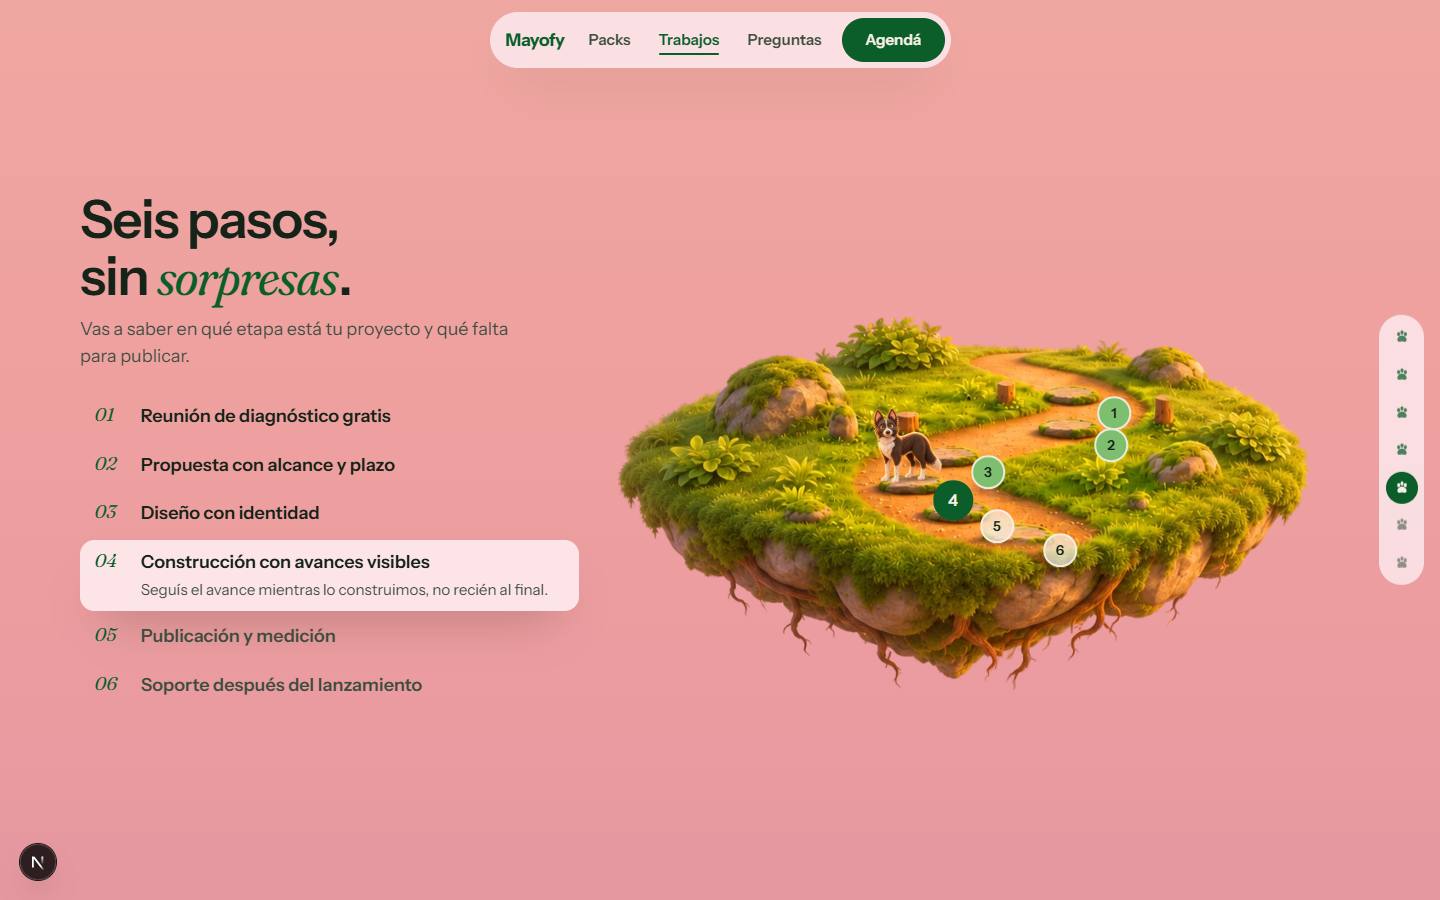 Mayofy
Packs
Trabajos
Preguntas
Agendá
Seis pasos,
sin sorpresas.
Vas a saber en qué etapa está tu proyecto y qué falta
para publicar.
01 Reunión de diagnóstico gratis
02 Propuesta con alcance y plazo
03 Diseño con identidad
04 Construcción con avances visibles
Seguís el avance mientras lo construimos, no recién al final.
05 Publicación y medición
06 Soporte después del lanzamiento
1
2
3
4
5
6
N